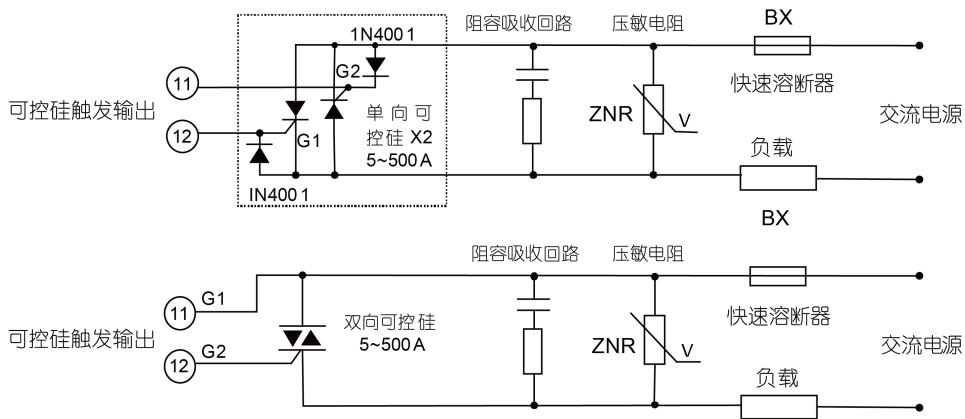 阻容吸收回路
压敏电阻
BX
1N4001
G2
11
快速溶断器
可控硅触发输出
单向可
控硅 X2
5~500A
ZNR
V
交流电源
12
G1
负载
IN4001
BX
阻容吸收回路
压敏电阻
G1
11
快速溶断器
双向可控硅
5~500A
可控硅触发输出
ZNR
V
交流电源
G2
12
负载